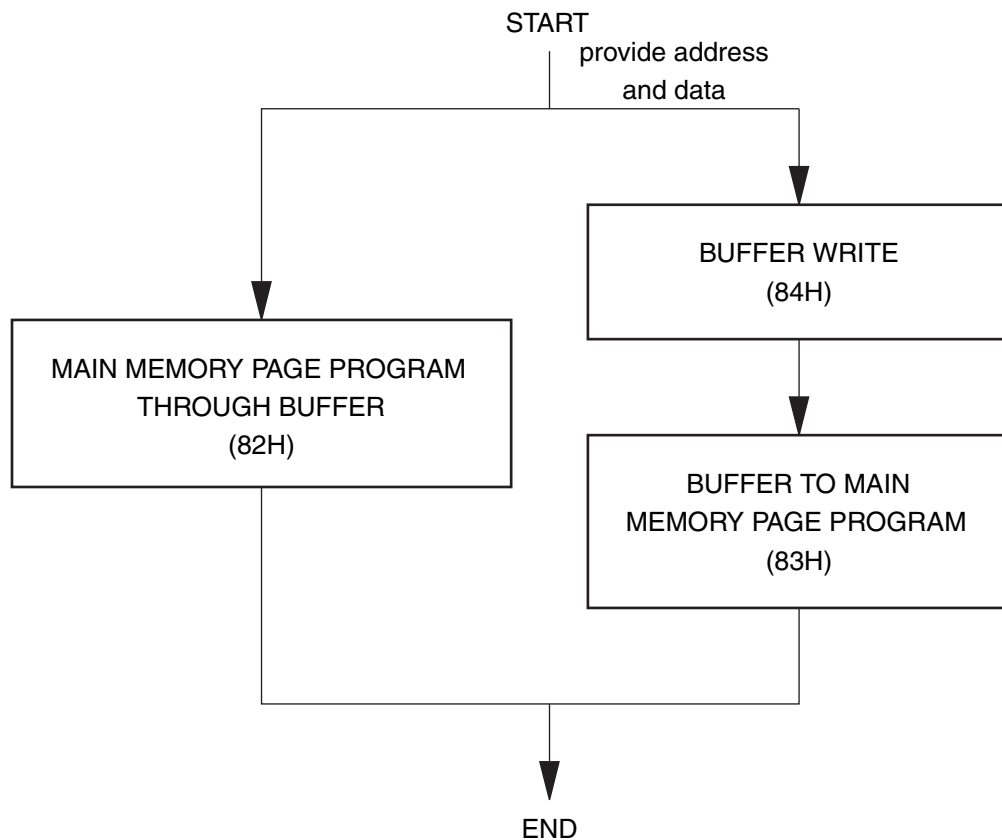 START
provide address
and data
BUFFER WRITE
(84H)
MAIN MEMORY PAGE PROGRAM
THROUGH BUFFER
(82H)
BUFFER TO MAIN
MEMORY PAGE PROGRAM
(83H)
END